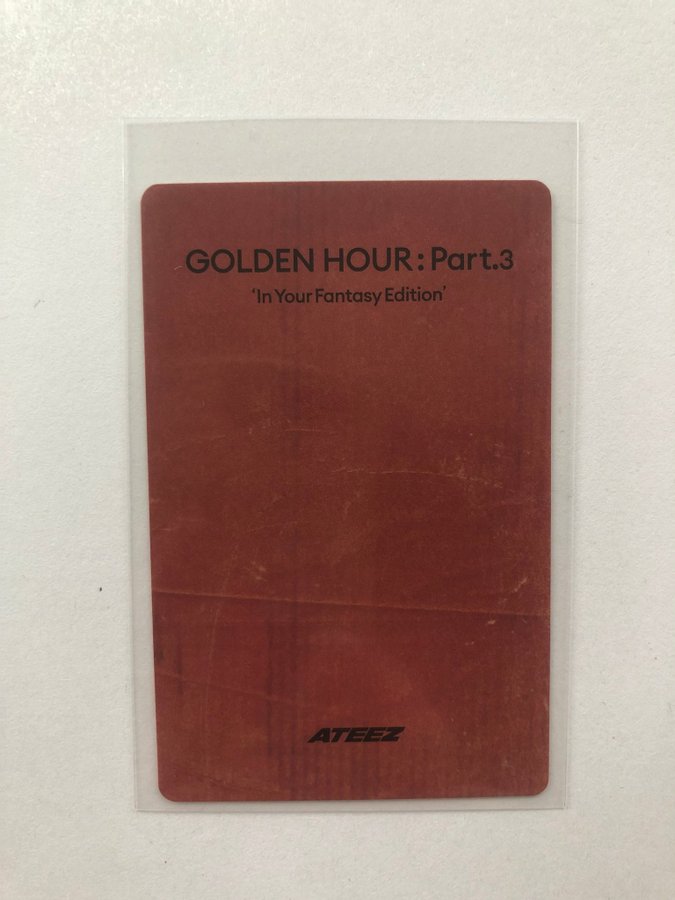 GOLDEN HOUR : Part.3
‘In Your Fantasy Edition’
ATEEZ